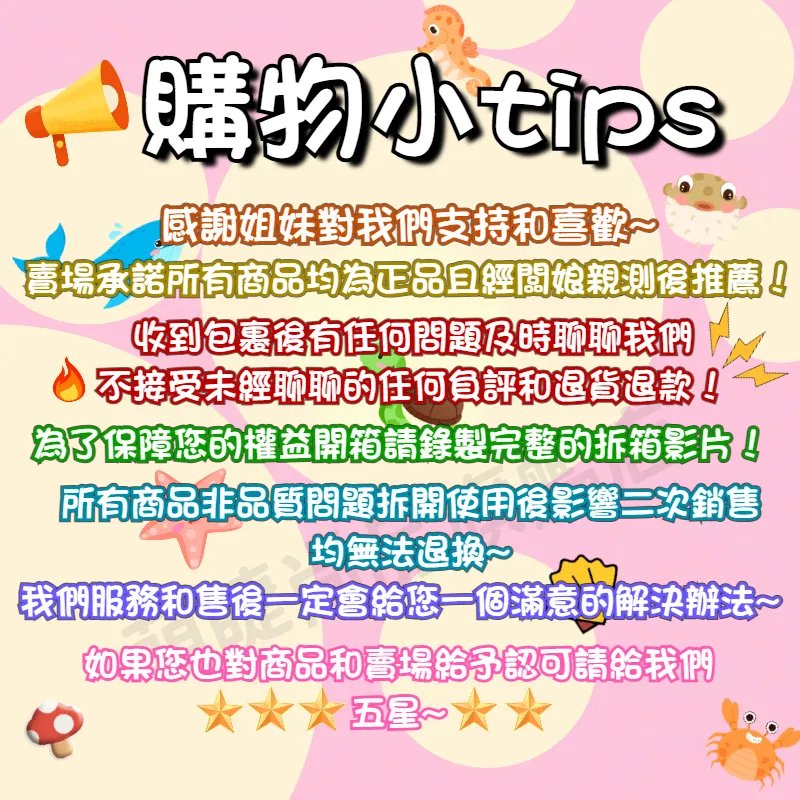 購物小tips
感謝姐妹對我們支持和喜歡~
賣場承諾所有商品均為正品且經闆娘親測後推薦！
收到包裹後有任何問題及時聊聊我們
不接受未經聊聊的任何負評和退貨退款！
為了保障您的權益開箱請錄製完整的拆箱影片！
所有商品非品質問題拆開使用後影響二次銷售
均無法退換~
我們服務和售後一定會給您一個滿意的解決辦法~
如果您也對商品和賣場給予認可請給我們
五星~